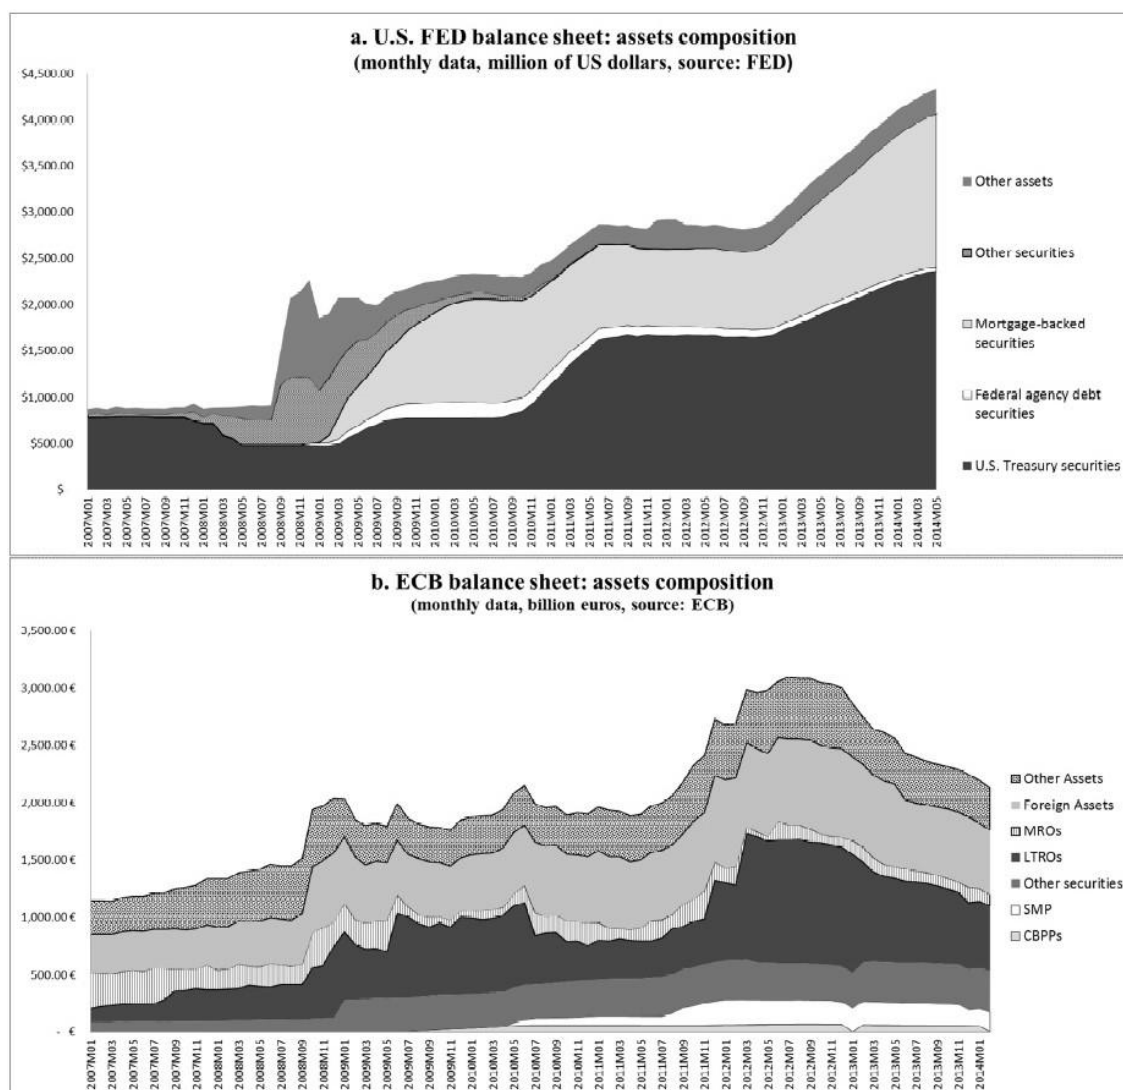 a. U.S. FED balance sheet: assets composition
(monthly data, million of US dollars, source: FED)
$4,500.00
$4,000.00
$3,500.00
$3,000.00
$2,500.00
$2,000.00
$1,500.00
$1,000.00
$500.00
$
Other assets
Other securities
Mortgage-backed
securities
Federal agency debt
securities
U.S. Treasury securities
2007M01
2007M03
2007M05
2007M07
2007M09
2007M11
2008M01
2008M03
2008M05
2008M07
2008M09
2008M11
2009M01
2009M03
2009M05
2009M07
2009M09
2009M11
2010M01
2010M03
2010M05
2010M07
2010M09
2010M11
2011M01
2011M03
2011M05
2011M07
2011M09
2011M11
2012M01
2012M03
2012M05
2012M07
2012M09
2012M11
2013M01
2013M03
2013M05
2013M07
2013M09
2013M11
2014M01
2014M03
2014M05
b. ECB balance sheet: assets composition
(monthly data, billion euros, source: ECB)
3,500.00 €
3,000.00 €
2,500.00 €
2,000.00 €
1,500.00 €
1,000.00 €
500.00 €
- €
Other Assets
Foreign Assets
MROs
LTROs
Other securities
SMP
CBPPs
2007M01
2007M03
2007M05
2007M07
2007M09
2007M11
2008M01
2008M03
2008M05
2008M07
2008M09
2008M11
2009M01
2009M03
2009M05
2009M07
2009M09
2009M11
2010M01
2010M03
2010M05
2010M07
2010M09
2010M11
2011M01
2011M03
2011M05
2011M07
2011M09
2011M11
2012M01
2012M03
2012M05
2012M07
2012M09
2012M11
2013M01
2013M03
2013M05
2013M07
2013M09
2013M11
2014M01